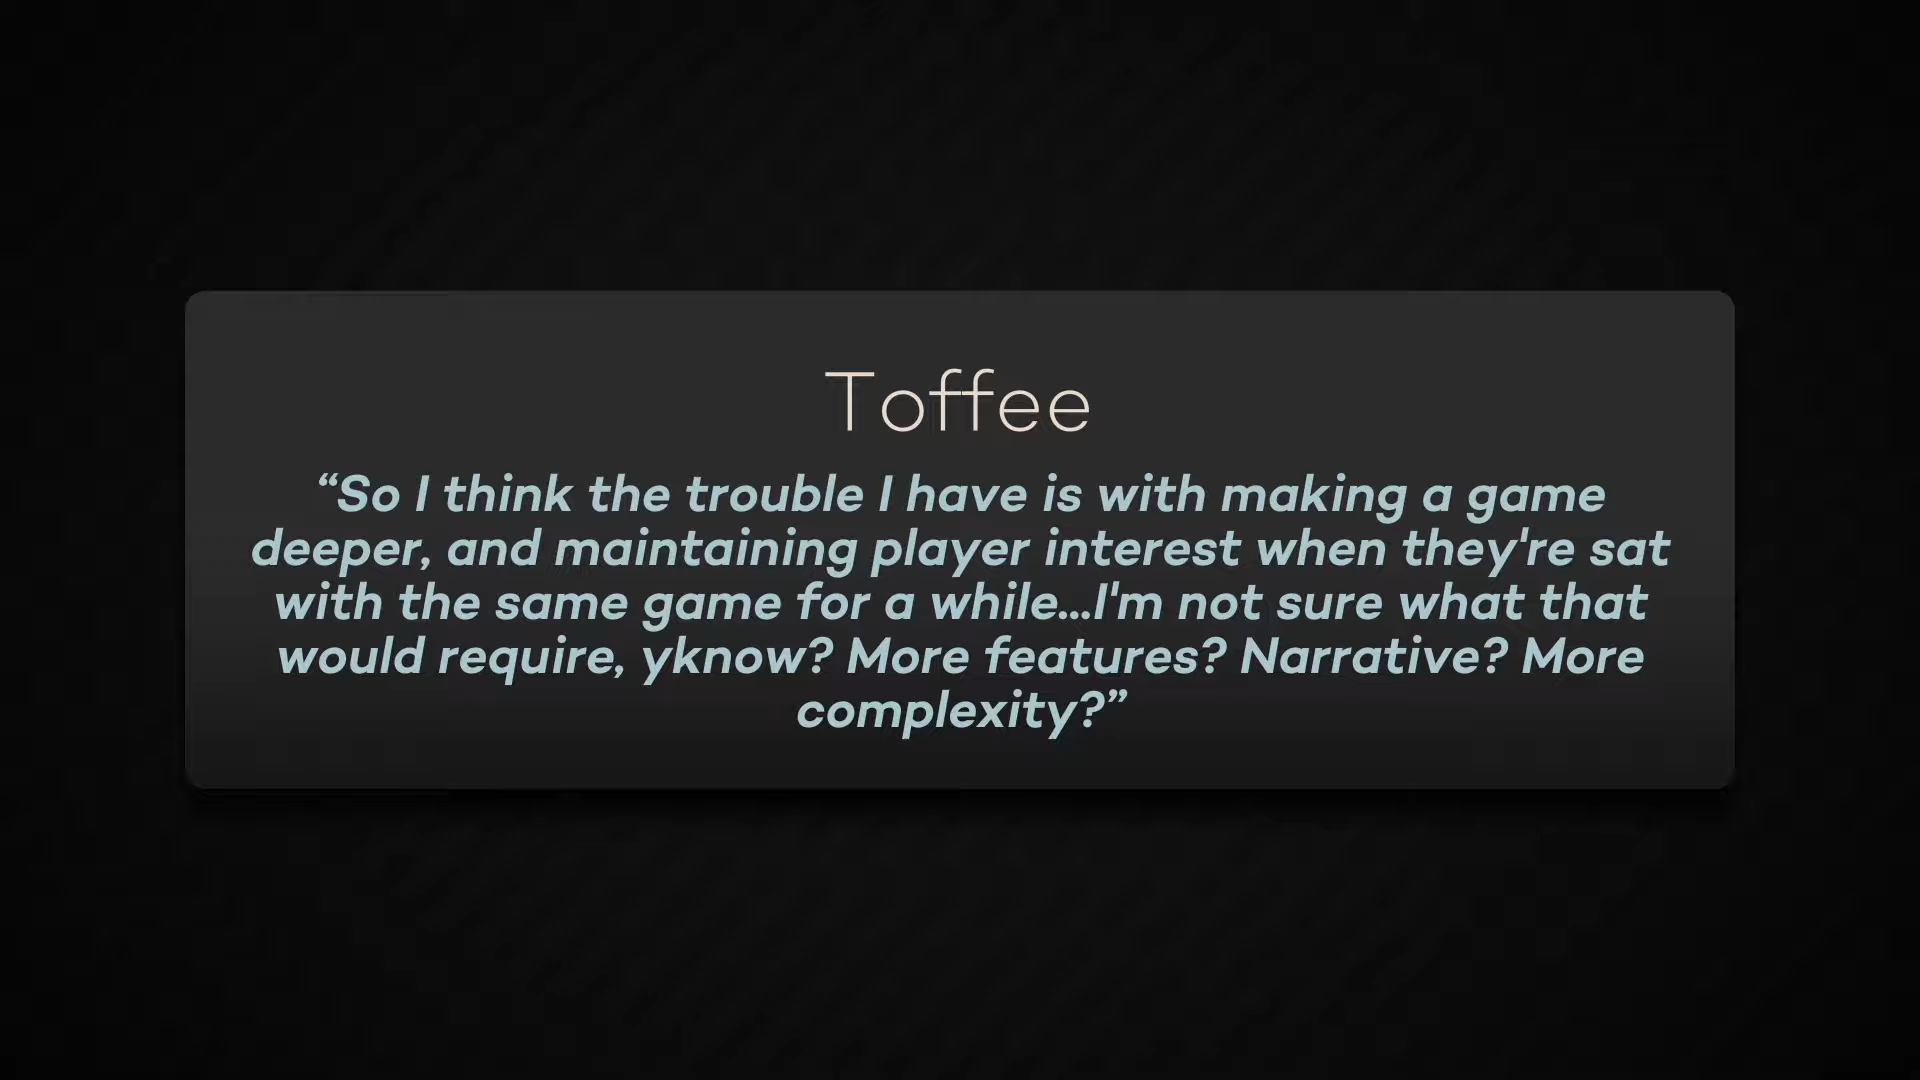 Toffee
“So I think the trouble I have is with making a game
deeper, and maintaining player interest when they're sat
with the same game for a while...I'm not sure what that
would require, yknow? More features? Narrative? More
complexity?”